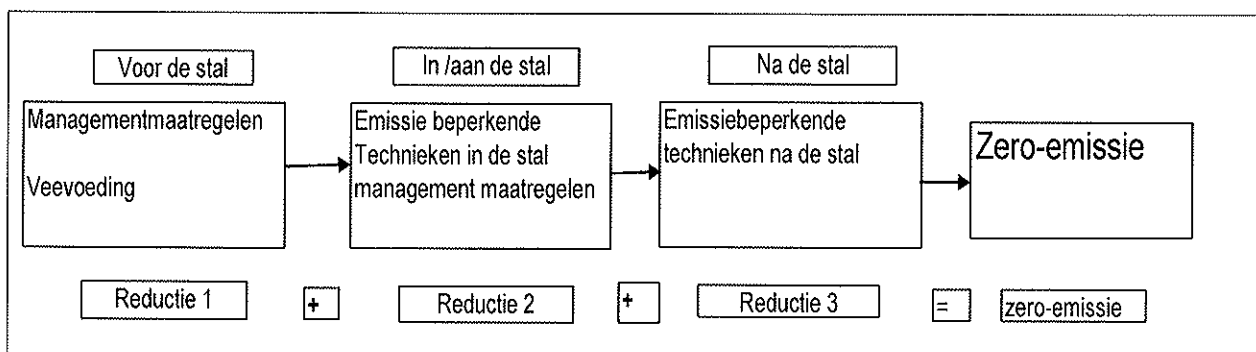 Voor de stal
In /aan de stal
Na de stal
Managementmaatregelen
Veevoeding
Emissie beperkende
Technieken in de stal
management maatregelen
Emissiebeperkende
technieken na de stal
Zero-emissie
Reductie 1
+
Reductie 2
+
Reductie 3
=
zero-emissie